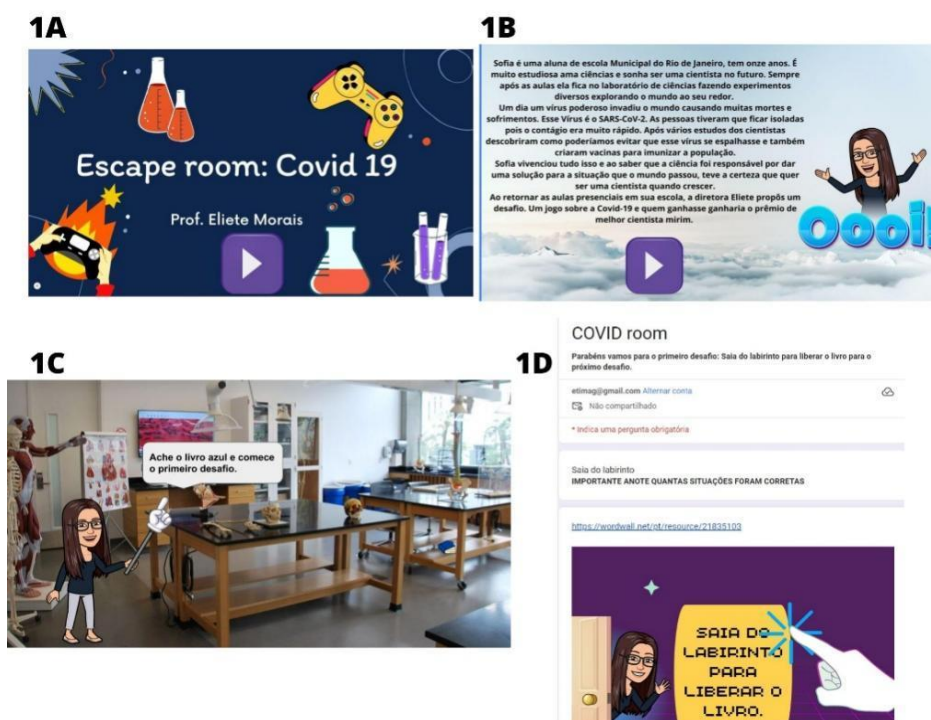 1A
Escape room: Covid 19
Prof. Eliete Morais
1B
Sofia é uma aluna de escola Municipal do Rio de Janeiro, tem onze anos. É
muito estudiosa ama ciências e sonha ser uma cientista no futuro. Sempre
após as aulas ela fica no laboratório de ciências fazendo experimentos
diversos explorando o mundo ao seu redor.
Um dia um vírus poderoso invadiu o mundo causando muitas mortes e
sofrimentos. Esse Vírus é o SARS-CoV-2. As pessoas tiveram que ficar isoladas
pois o contágio era muito rápido. Após vários estudos dos cientistas
descobriram como poderíamos evitar que esse vírus se espalhasse e também
criaram vacinas para imunizar a população.
Sofia vivenciou tudo isso e ao saber que a ciência foi responsável por dar
uma solução para a situação que o mundo passou, teve a certeza que quer
ser uma cientista quando crescer.
Ao retornar as aulas presenciais em sua escola, a diretora Eliete propôs um
desafio. Um jogo sobre a Covid-19 e quem ganhasse ganharia o prêmio de
melhor cientista mirim.
Oooi!
1C
Ache o livro azul e comece
o primeiro desafio.
1D
COVID room
Parabéns vamos para o primeiro desafio: Saia do labirinto para liberar o livro para o
próximo desafio.
etimag@gmail.com Alternar conta
Não compartilhado
* Indica uma pergunta obrigatória
Saia do labirinto
IMPORTANTE ANOTE QUANTAS SITUAÇÕES FORAM CORRETAS
https://wordwall.net/pt/resource/21835103
SAIA DO
LABIRINTO
PARA
LIBERAR O
LIVRO.